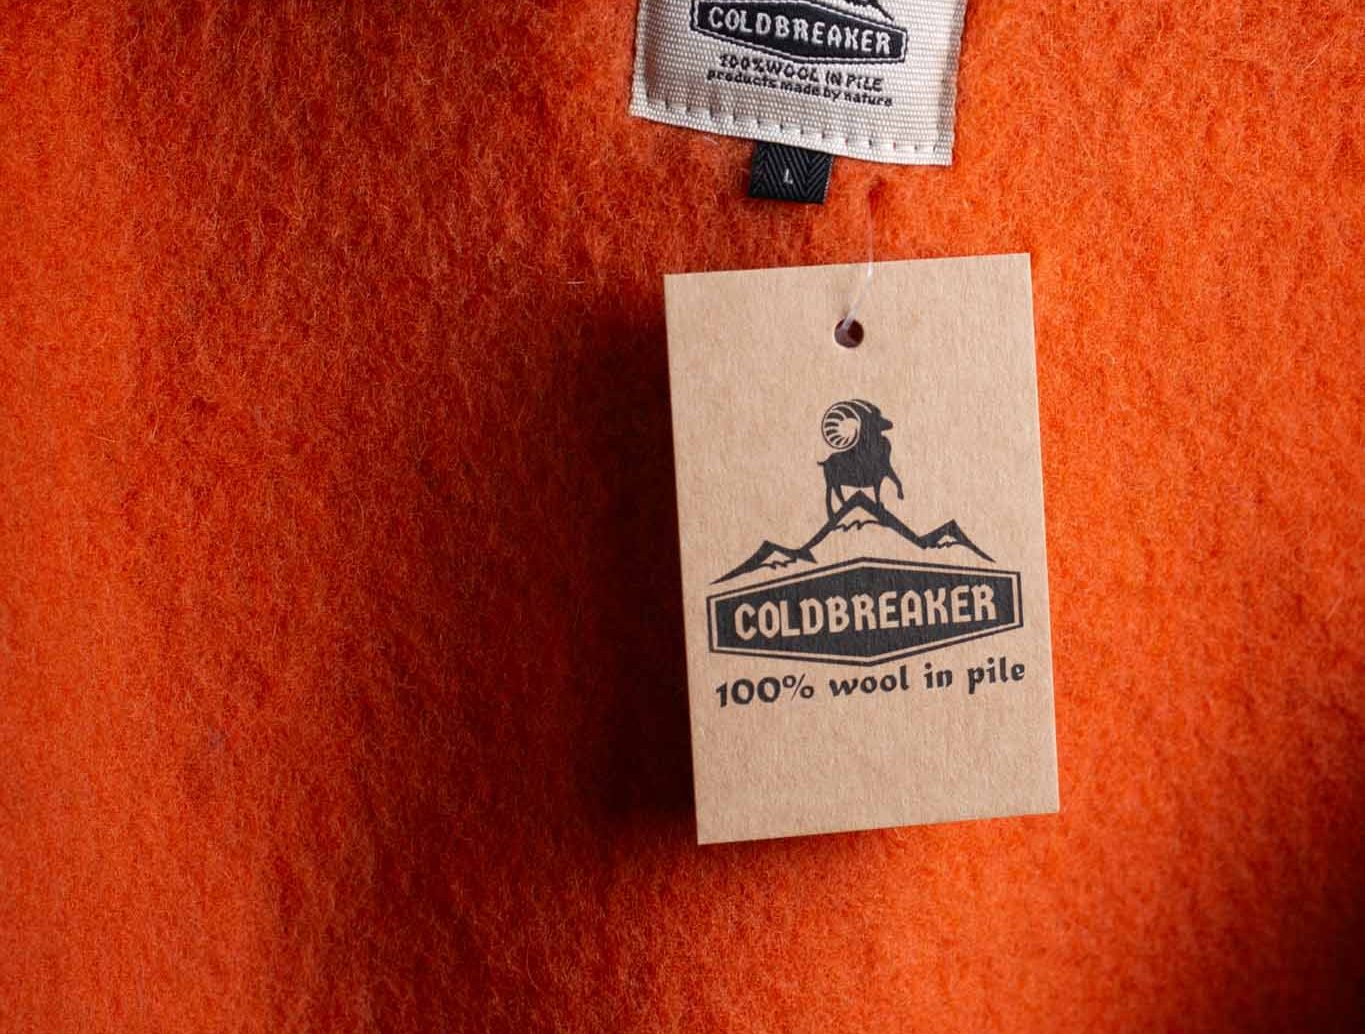 COLDBREAKER
100% WOOL IN PILE
products made by nature
L
COLDBREAKER
100% wool in pile